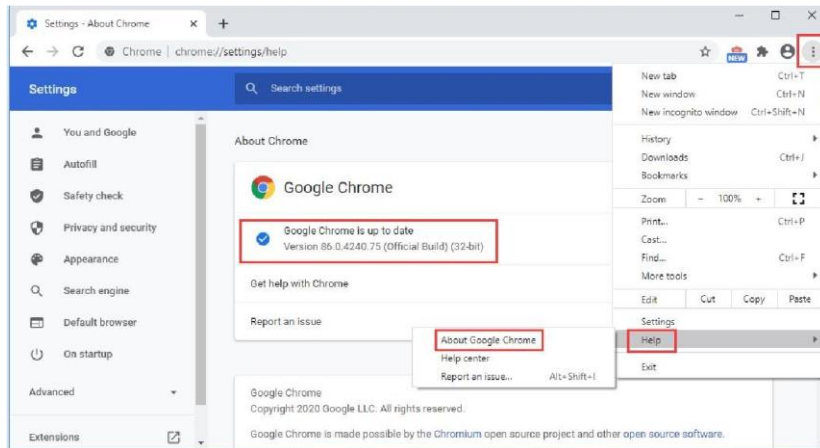 Settings - About Chrome
Chrome | chrome://settings/help
NEW
Settings
Search settings
You and Google
Autofill
Safety check
Privacy and security
Appearance
Search engine
Default browser
On startup
Advanced
Extensions
About Chrome
Google Chrome
Google Chrome is up to date
Version 86.0.4240.75 (Official Build) (32-bit)
Get help with Chrome
Report an issue
Google Chrome
Copyright 2020 Google LLC. All rights reserved.
Google Chrome is made possible by the Chromium open source project and other open source software.
New tab Ctrl+T
New window Ctrl+N
New incognito window Ctrl+Shift+N
History
Downloads Ctrl+J
Bookmarks
Zoom - 100% +
Print... Ctrl+P
Cast...
Find... Ctrl+F
More tools
Edit Cut Copy Paste
Settings
Help
Exit
About Google Chrome
Help center
Report an issue... Alt+Shift+I